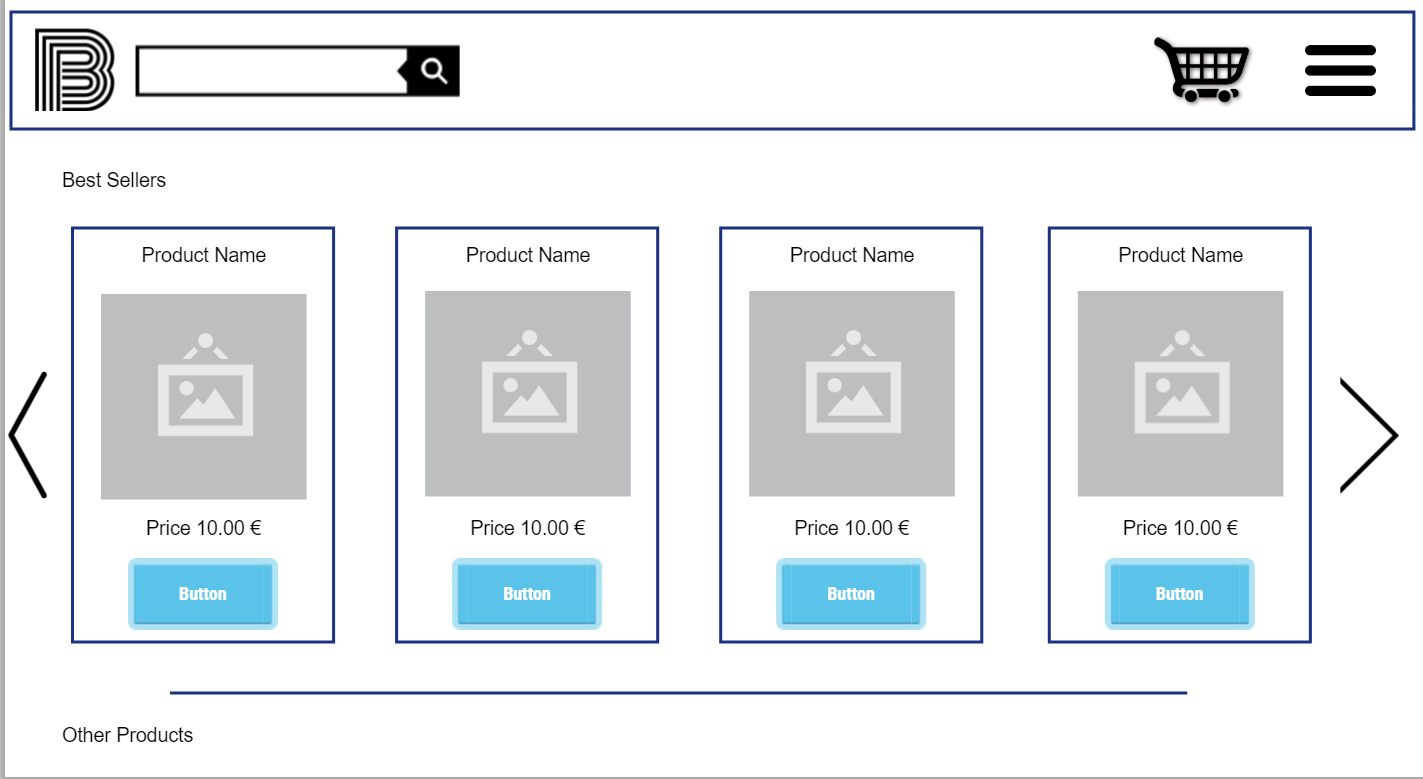 B
Best Sellers
Product Name
Product Name
Product Name
Product Name
Price 10.00 €
Price 10.00 €
Price 10.00 €
Price 10.00 €
Button
Button
Button
Button
Other Products